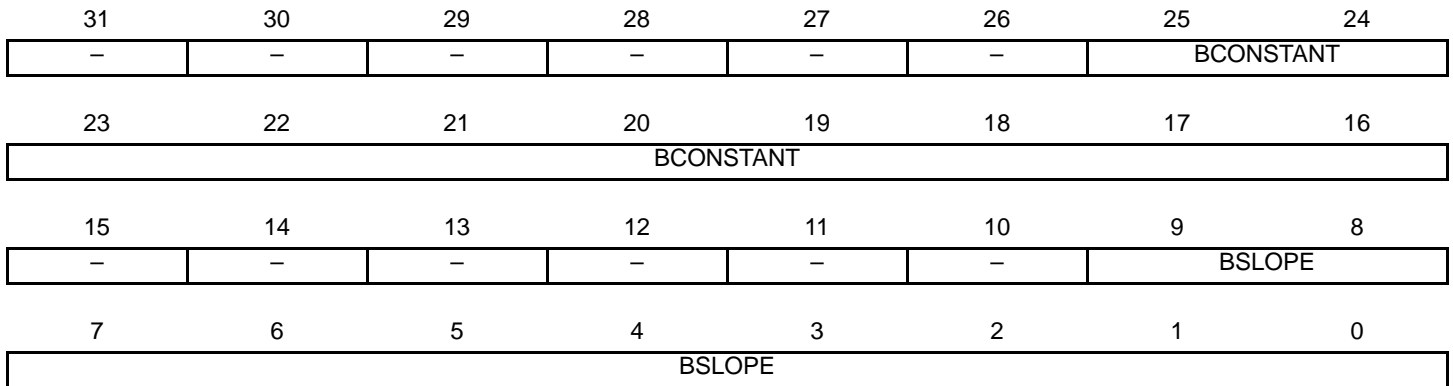 31 30 29 28 27 26 25 24
– – – – – – BCONSTANT
23 22 21 20 19 18 17 16
BCONSTANT
15 14 13 12 11 10 9 8
– – – – – – BSLOPE
7 6 5 4 3 2 1 0
BSLOPE